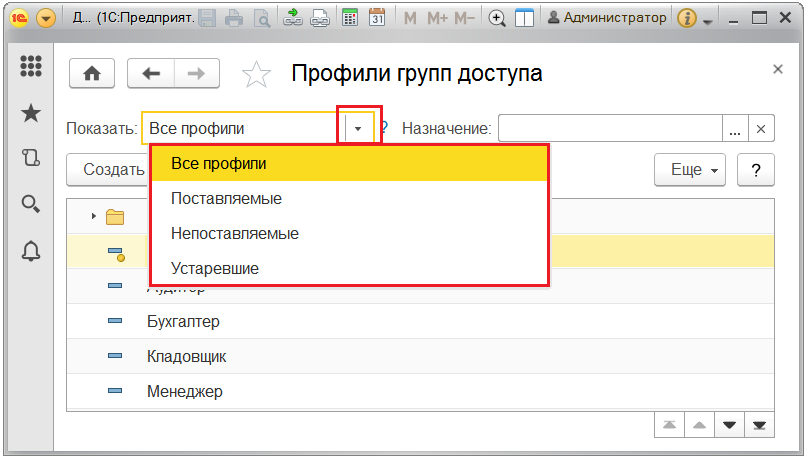 Д... (1С:Предприят. 31 M M+ M- Администратор
Профили групп доступа
Показать: Все профили ? Назначение: ...
Создать Еще ?
Все профили
Поставляемые
Непоставляемые
Устаревшие
Аудитор
Бухгалтер
Кладовщик
Менеджер